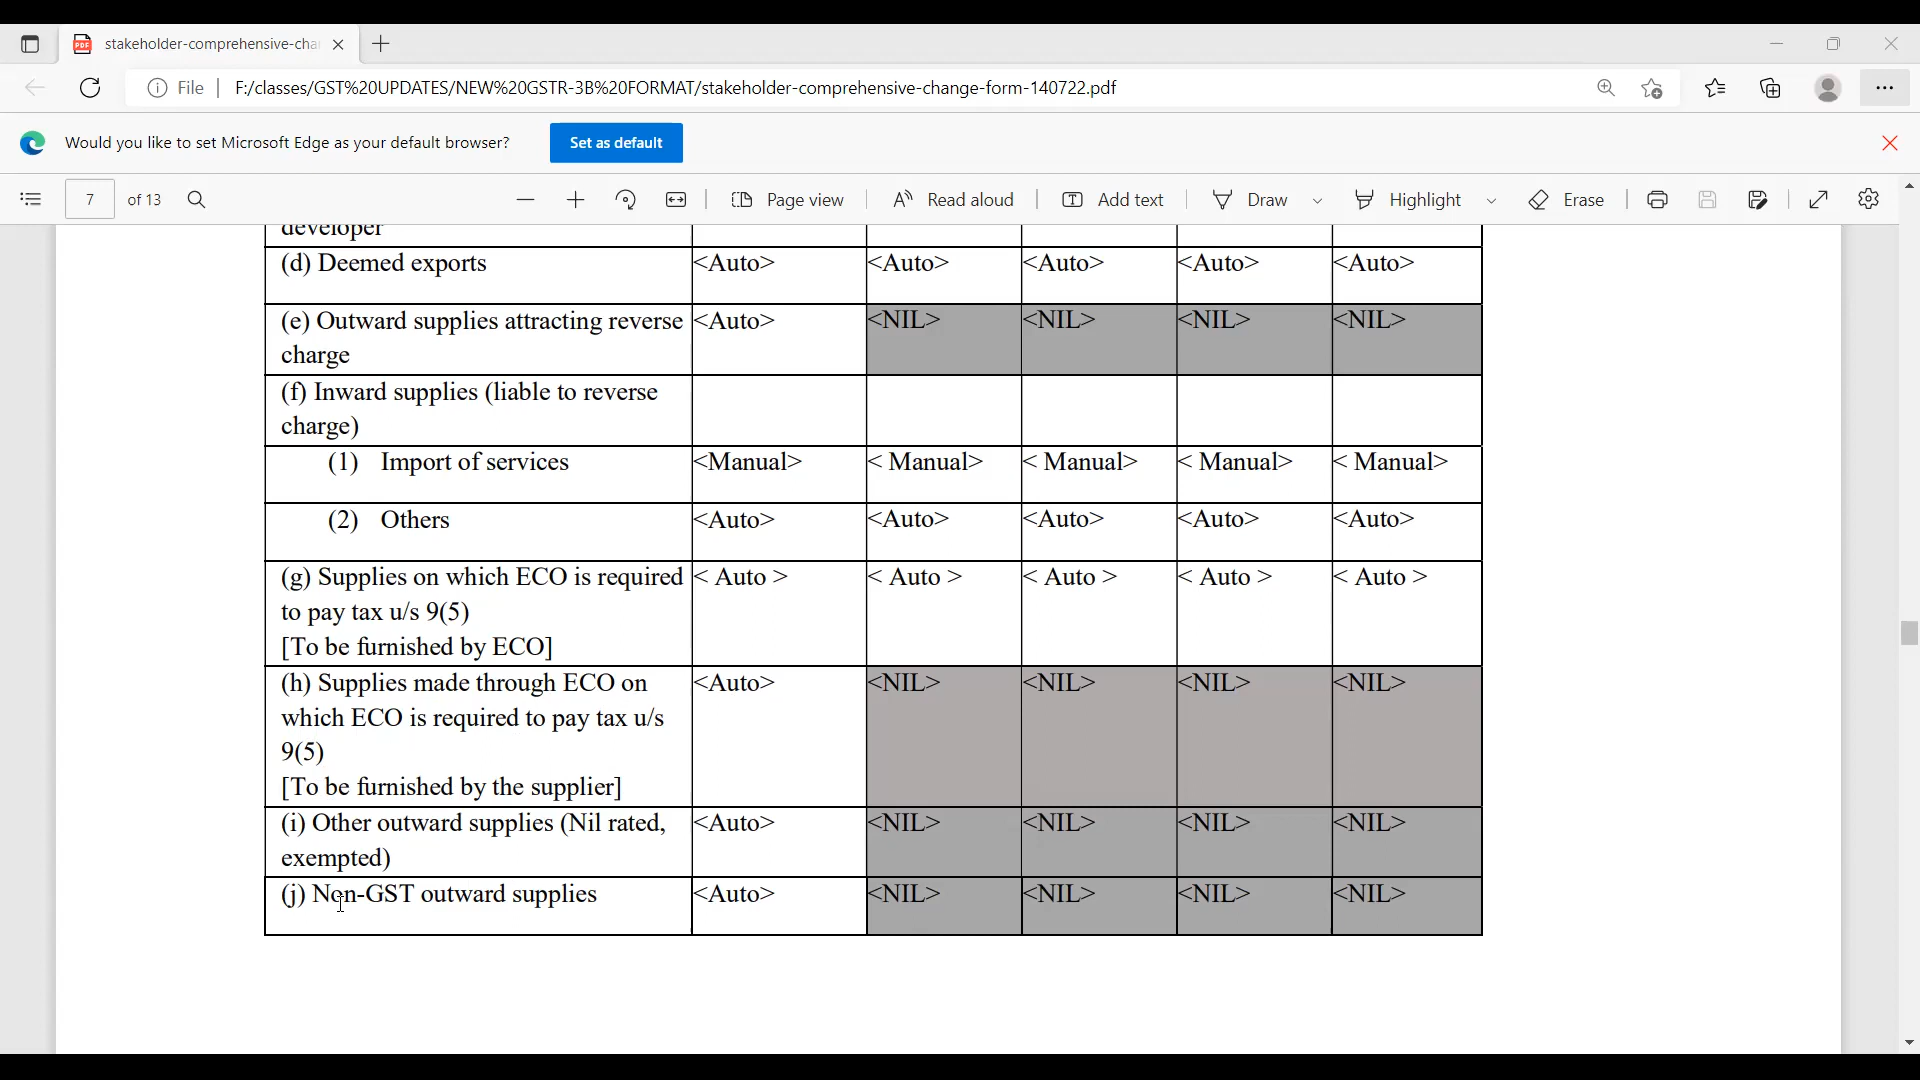 stakeholder-comprehensive-cha
File
F:/classes/GST%20UPDATES/NEW%20GSTR-3B%20FORMAT/stakeholder-comprehensive-change-form-140722.pdf
Would you like to set Microsoft Edge as your default browser?
Set as default
7 of 13
Page view
Read aloud
Add text
Draw
Highlight
Erase
developer
(d) Deemed exports <Auto> <Auto> <Auto> <Auto> <Auto>
(e) Outward supplies attracting reverse <Auto> <NIL> <NIL> <NIL> <NIL>
charge
(f) Inward supplies (liable to reverse
charge)
(1) Import of services <Manual> < Manual> < Manual> < Manual> < Manual>
(2) Others <Auto> <Auto> <Auto> <Auto> <Auto>
(g) Supplies on which ECO is required < Auto > < Auto > < Auto > < Auto > < Auto >
to pay tax u/s 9(5)
[To be furnished by ECO]
(h) Supplies made through ECO on <Auto> <NIL> <NIL> <NIL> <NIL>
which ECO is required to pay tax u/s
9(5)
[To be furnished by the supplier]
(i) Other outward supplies (Nil rated, <Auto> <NIL> <NIL> <NIL> <NIL>
exempted)
(j) Non-GST outward supplies <Auto> <NIL> <NIL> <NIL> <NIL>